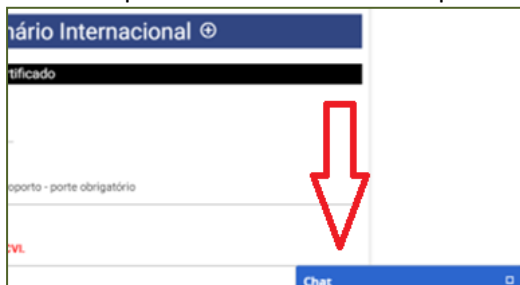 nário Internacional ⊕
rtificado
oporto - porte obrigatório
CVI.
Chat